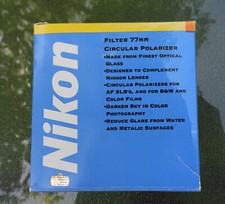 Nikon
Filter 77mm
Circular Polarizer
•Made from Finest Optical
Glass
•Designed to Complement
Nikkor Lenses
•Circular Polarizers for
AF SLR's, and for B&W and
Color Films
•Darken Sky in Color
Photography
•Reduce Glare from Water
and Metalic Surfaces